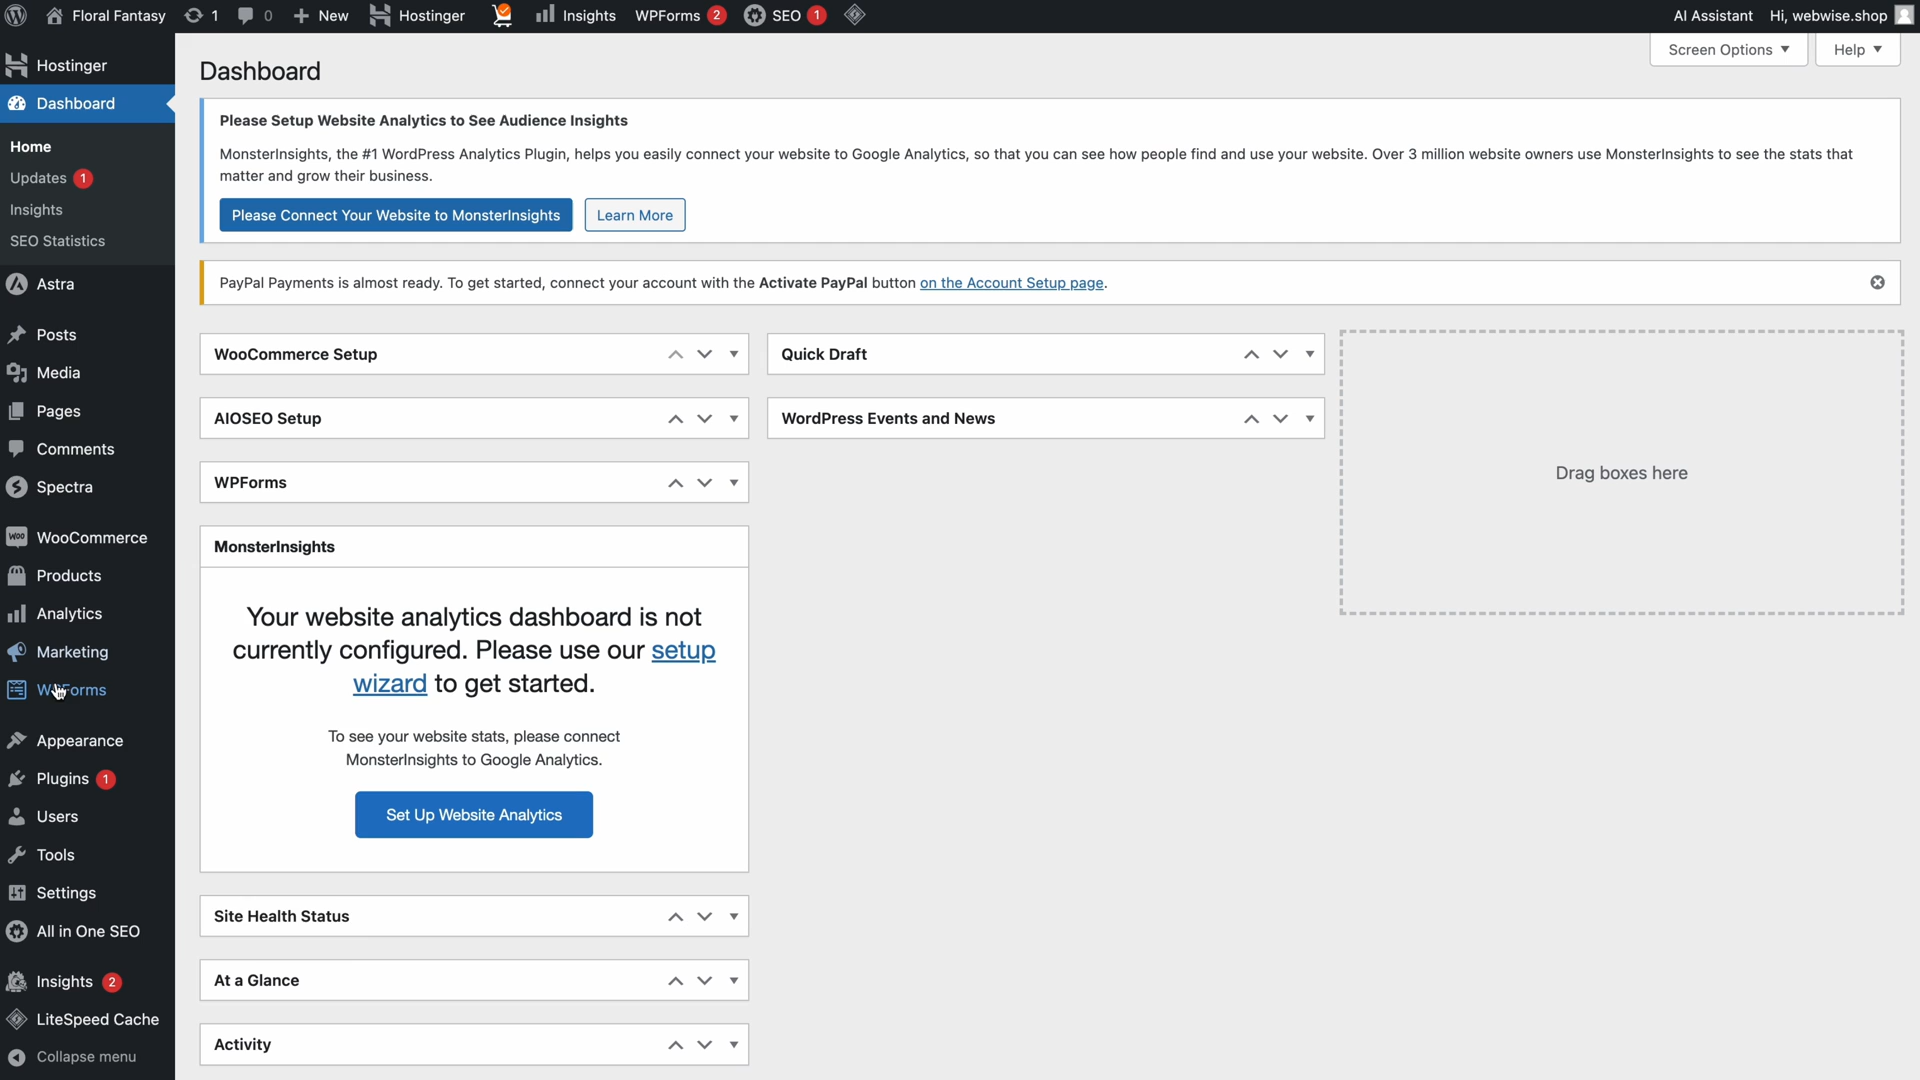 Floral Fantasy 1 0 New Hostinger Insights WPForms 2 SEO 1 AI Assistant Hi, webwise.shop
Screen Options Help
Hostinger
Dashboard
Home
Updates 1
Insights
SEO Statistics
Astra
Posts
Media
Pages
Comments
Spectra
WOO WooCommerce
Products
Analytics
Marketing
WPForms
Appearance
Plugins 1
Users
Tools
Settings
All in One SEO
Insights 2
LiteSpeed Cache
Collapse menu
Dashboard
Please Setup Website Analytics to See Audience Insights
MonsterInsights, the #1 WordPress Analytics Plugin, helps you easily connect your website to Google Analytics, so that you can see how people find and use your website. Over 3 million website owners use MonsterInsights to see the stats that
matter and grow their business.
Please Connect Your Website to MonsterInsights Learn More
PayPal Payments is almost ready. To get started, connect your account with the Activate PayPal button on the Account Setup page.
WooCommerce Setup
AIOSEO Setup
WPForms
MonsterInsights
Your website analytics dashboard is not
currently configured. Please use our setup
wizard to get started.
To see your website stats, please connect
MonsterInsights to Google Analytics.
Set Up Website Analytics
Site Health Status
At a Glance
Activity
Quick Draft
WordPress Events and News
Drag boxes here